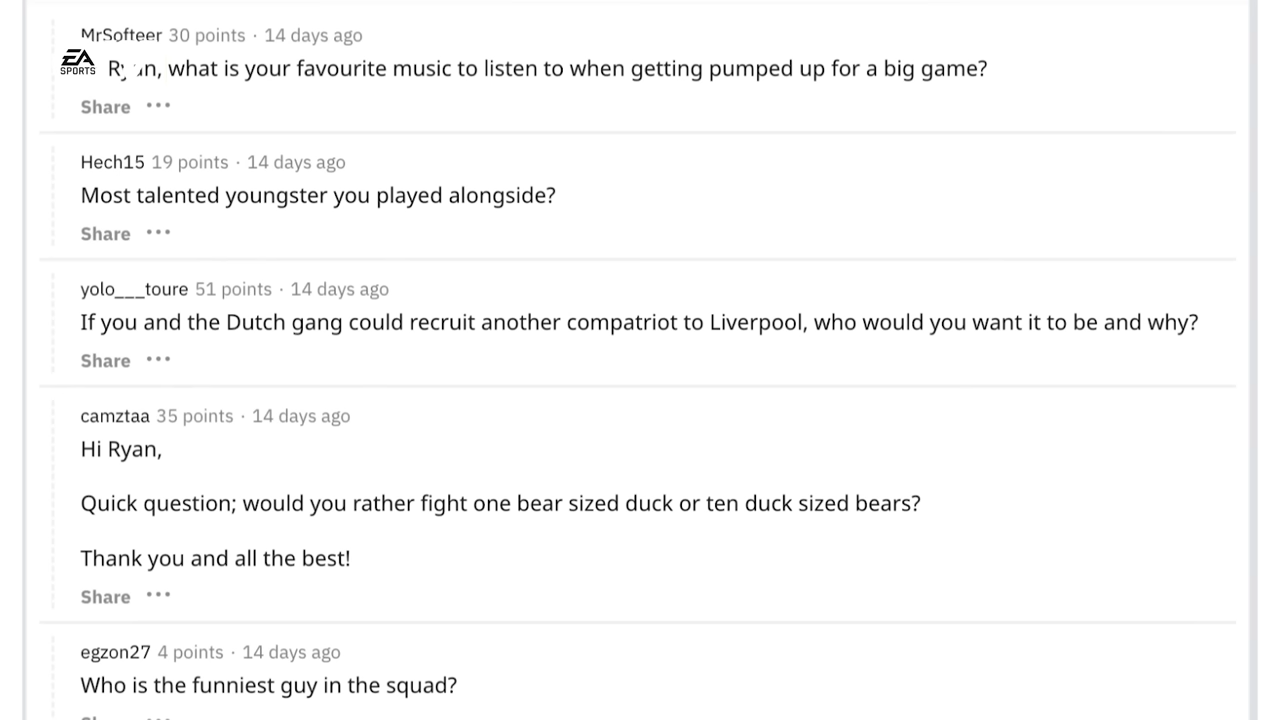 MrSofteer 30 points · 14 days ago
EA SPORTS
what is your favourite music to listen to when getting pumped up for a big game?
Share •••
Hech15 19 points · 14 days ago
Most talented youngster you played alongside?
Share •••
yolo___toure 51 points · 14 days ago
If you and the Dutch gang could recruit another compatriot to Liverpool, who would you want it to be and why?
Share •••
camztaa 35 points · 14 days ago
Hi Ryan,
Quick question; would you rather fight one bear sized duck or ten duck sized bears?
Thank you and all the best!
Share •••
egzon27 4 points · 14 days ago
Who is the funniest guy in the squad?